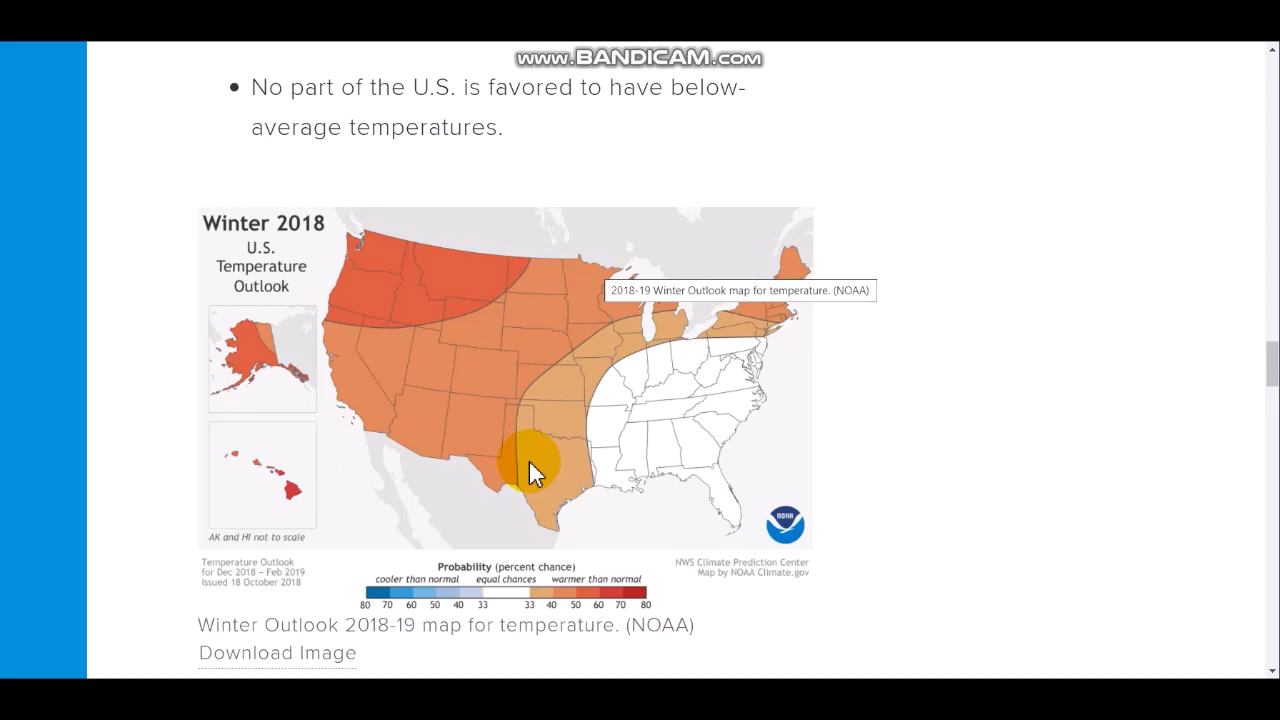 www.BANDICAM.com
No part of the U.S. is favored to have below-
average temperatures.
Winter 2018
U.S.
Temperature
Outlook
2018-19 Winter Outlook map for temperature. (NOAA)
AK and HI not to scale
NOAA
Temperature Outlook
for Dec 2018 – Feb 2019
Issued 18 October 2018
Probability (percent chance)
cooler than normal equal chances warmer than normal
80 70 60 50 40 33 33 40 50 60 70 80
NWS Climate Prediction Center
Map by NOAA Climate.gov
Winter Outlook 2018-19 map for temperature. (NOAA)
Download Image